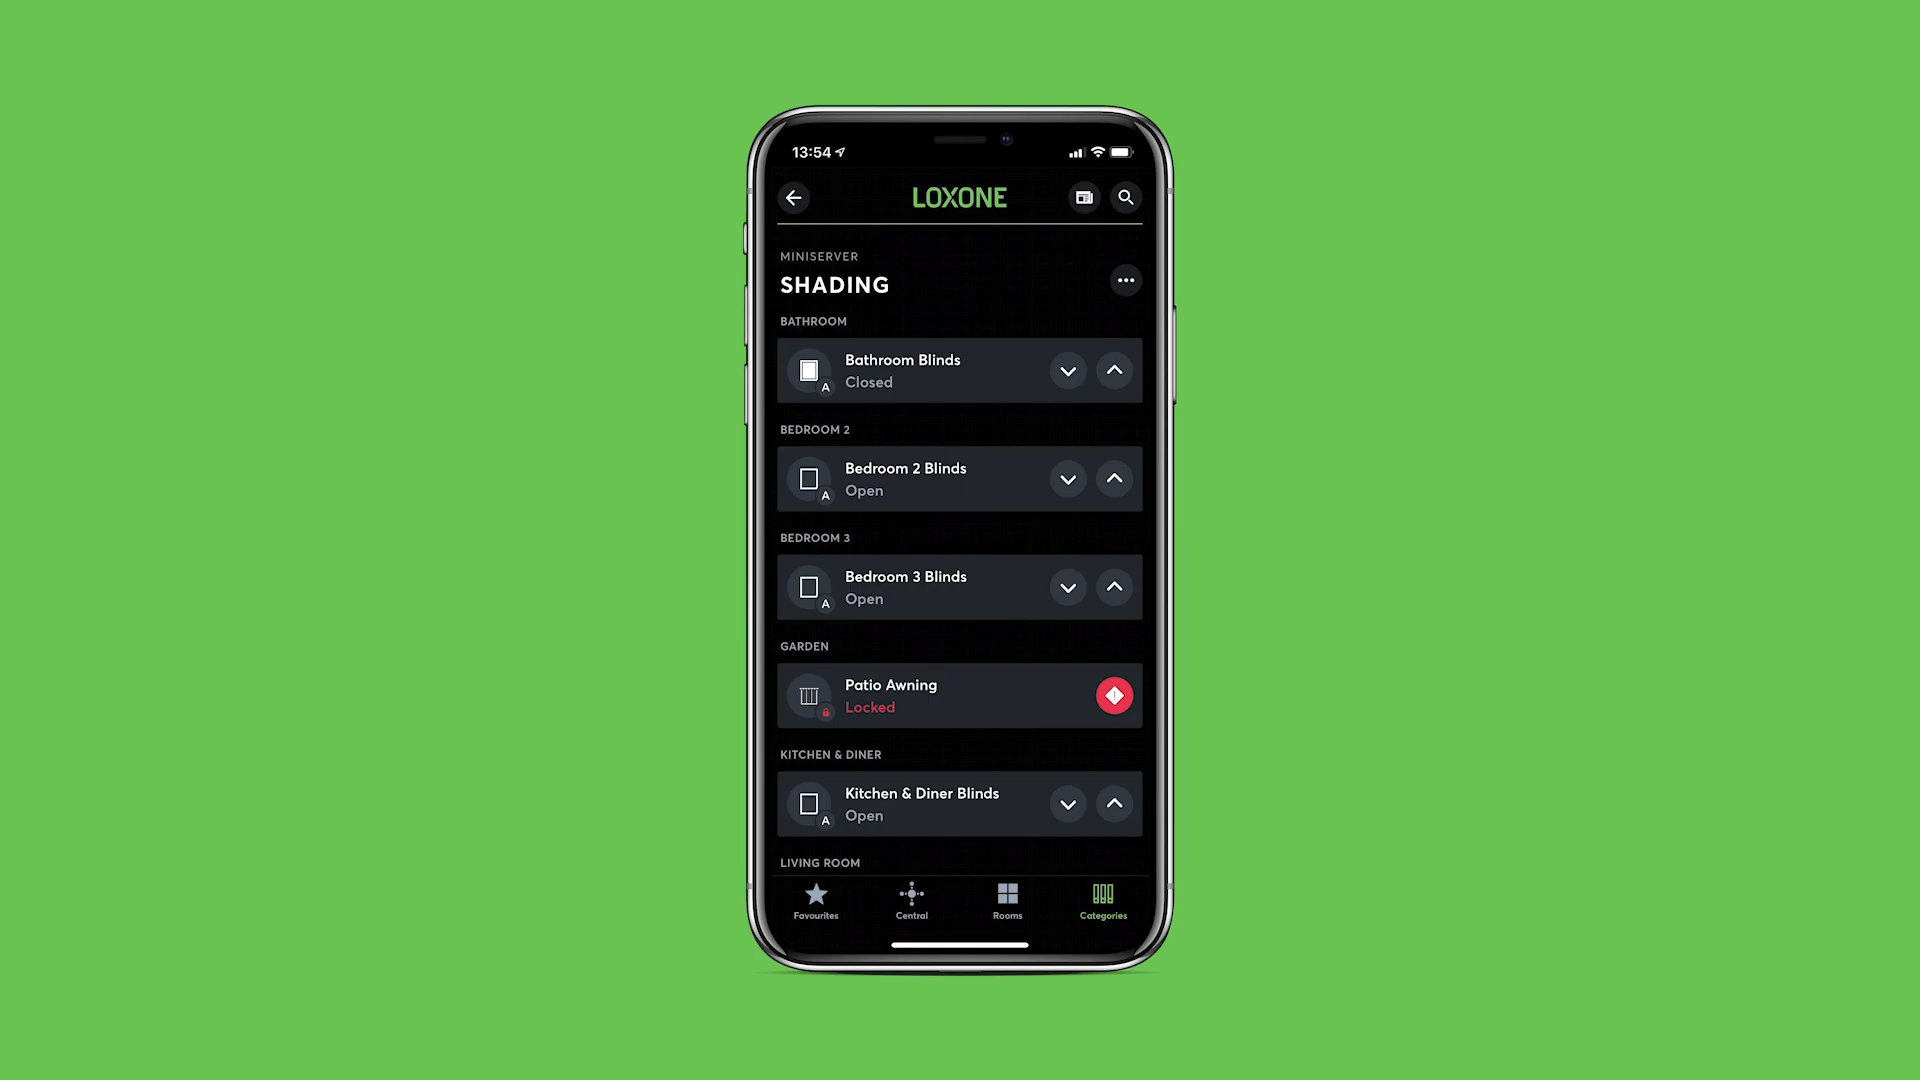 13:54
LOXONE
MINISERVER
SHADING
BATHROOM
Bathroom Blinds
Closed
A
BEDROOM 2
Bedroom 2 Blinds
Open
A
BEDROOM 3
Bedroom 3 Blinds
Open
A
GARDEN
Patio Awning
Locked
KITCHEN & DINER
Kitchen & Diner Blinds
Open
A
LIVING ROOM
Favourites Central Rooms Categories